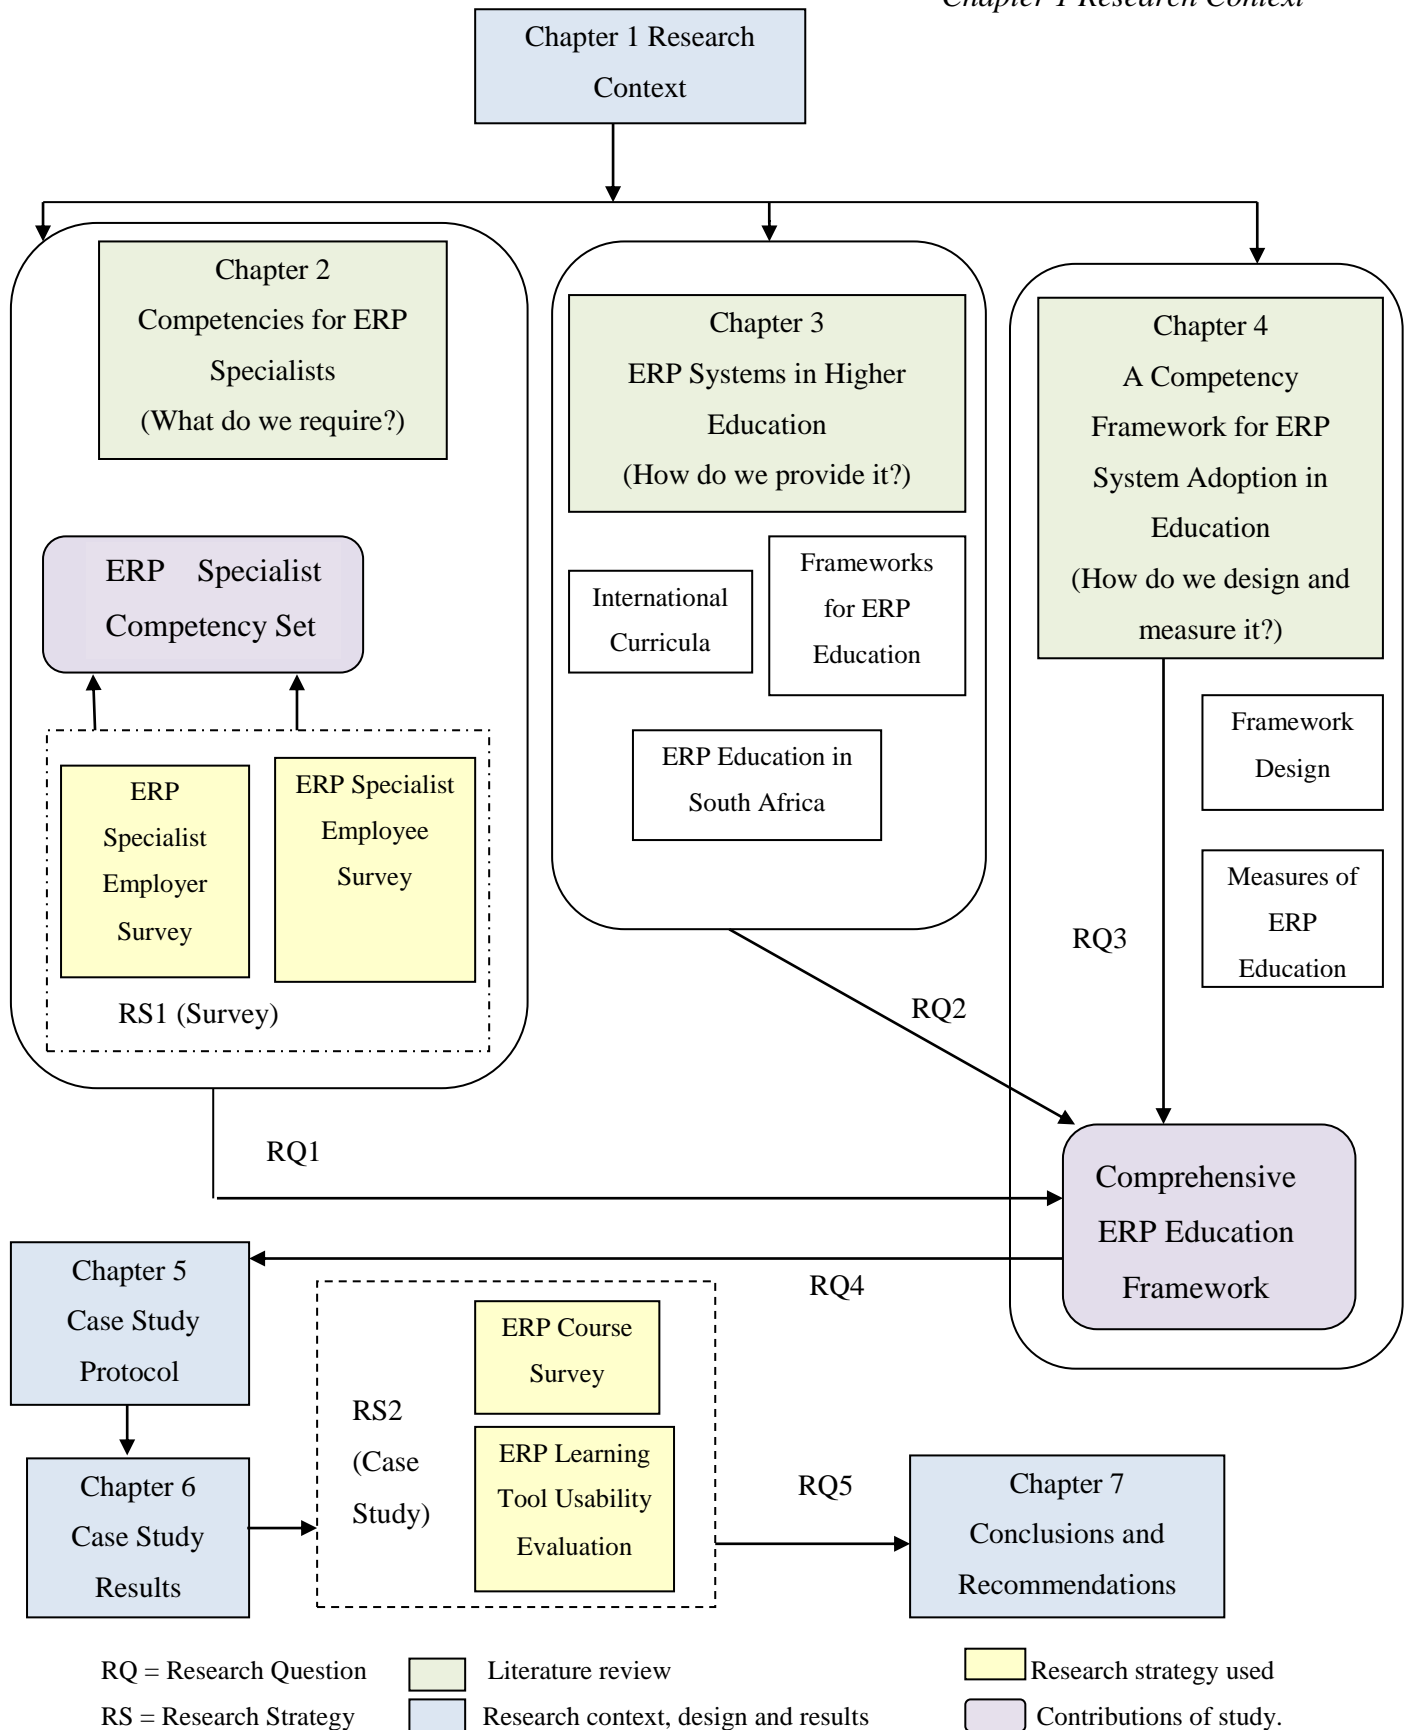 Chapter 1 Research Context
Chapter 1 Research
Context
Chapter 2
Competencies for ERP
Specialists
(What do we require?)
ERP Specialist
Competency Set
ERP
Specialist
Employer
Survey
ERP Specialist
Employee
Survey
RS1 (Survey)
Chapter 3
ERP Systems in Higher
Education
(How do we provide it?)
International
Curricula
Frameworks
for ERP
Education
ERP Education in
South Africa
Chapter 4
A Competency
Framework for ERP
System Adoption in
Education
(How do we design and
measure it?)
Framework
Design
Measures of
ERP
Education
RQ3
RQ2
RQ1
Comprehensive
ERP Education
Framework
RQ4
Chapter 5
Case Study
Protocol
Chapter 6
Case Study
Results
RS2
(Case
Study)
ERP Course
Survey
ERP Learning
Tool Usability
Evaluation
RQ5
Chapter 7
Conclusions and
Recommendations
RQ = Research Question
Literature review
Research strategy used
RS = Research Strategy
Research context, design and results
Contributions of study.